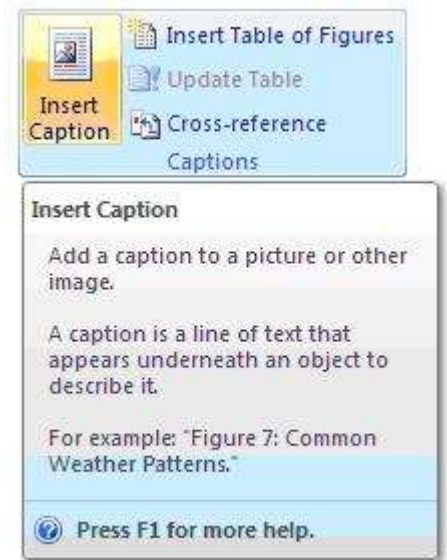 Insert Table of Figures
Update Table
Insert
Caption
Cross-reference
Captions
Insert Caption
Add a caption to a picture or other
image.
A caption is a line of text that
appears underneath an object to
describe it.
For example: "Figure 7: Common
Weather Patterns."
Press F1 for more help.